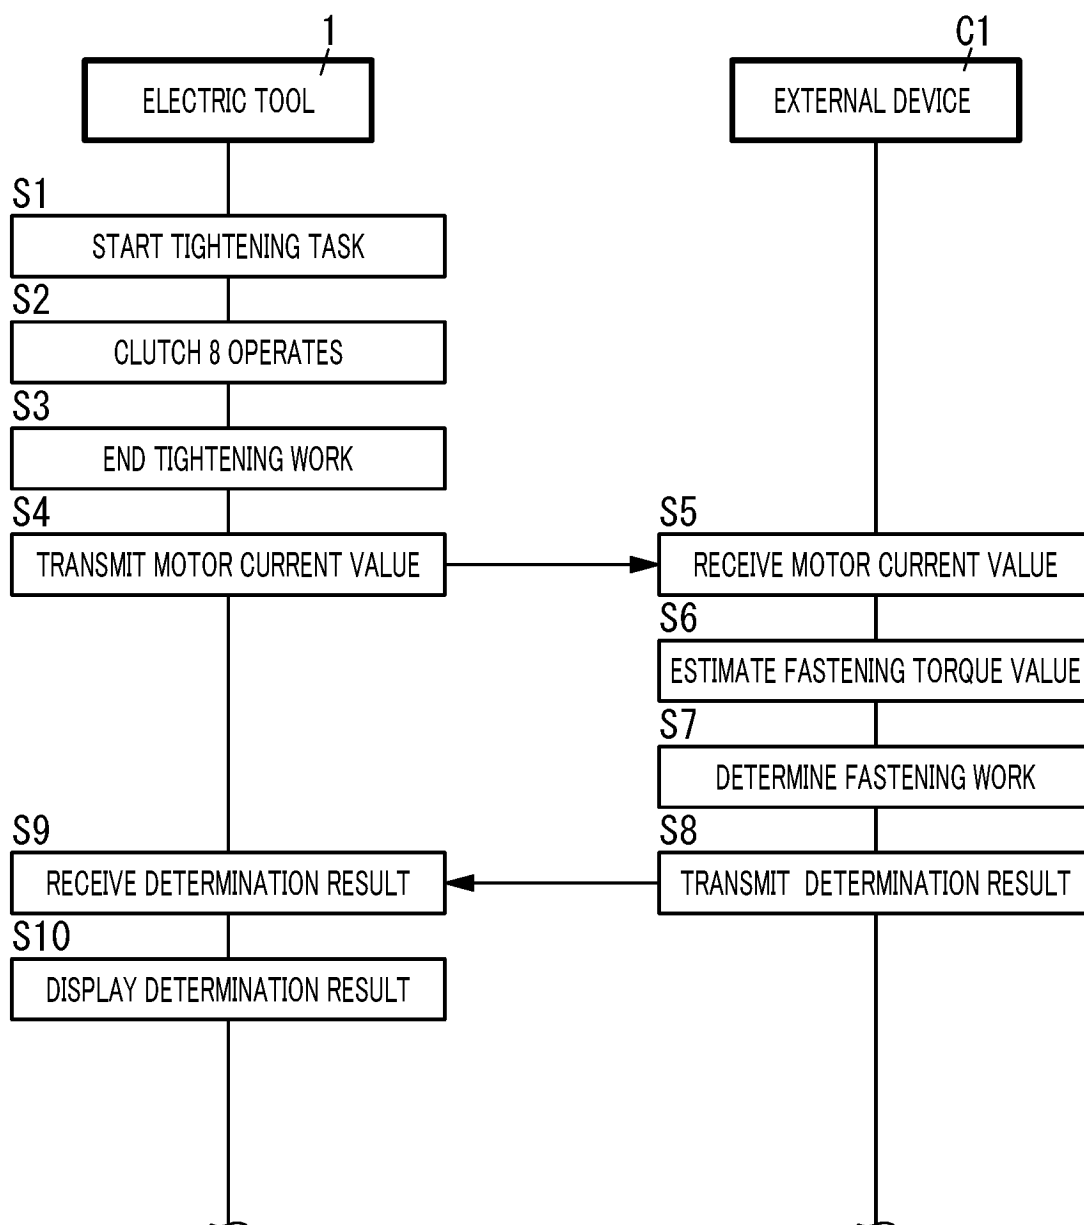 1
C1
ELECTRIC TOOL
EXTERNAL DEVICE
S1
START TIGHTENING TASK
S2
CLUTCH 8 OPERATES
S3
END TIGHTENING WORK
S4
TRANSMIT MOTOR CURRENT VALUE
S5
RECEIVE MOTOR CURRENT VALUE
S6
ESTIMATE FASTENING TORQUE VALUE
S7
DETERMINE FASTENING WORK
S8
TRANSMIT DETERMINATION RESULT
S9
RECEIVE DETERMINATION RESULT
S10
DISPLAY DETERMINATION RESULT